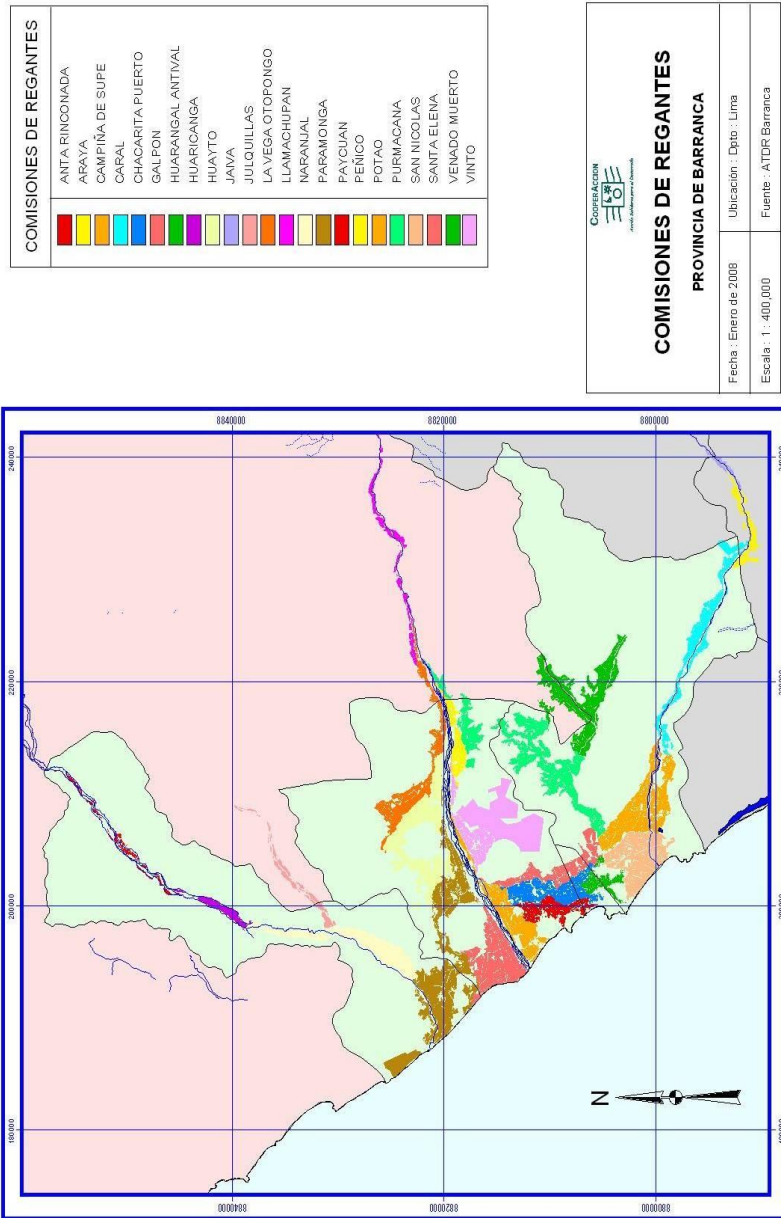 COMISIONES DE REGANTES
ANTA RINCONADA
ARAYA
CAMPIÑA DE SUPE
CARAL
CHACARITA PUERTO
GALPON
HUARANGAL ANTIVAL
HUARICANGA
HUAYTO
JAIVA
JULQUILLAS
LA VEGA OTOPONGO
LLAMACHUPAN
NARANJAL
PARAMONGA
PAYCUAN
PEÑICO
POTAO
PURMACANA
SAN NICOLAS
SANTA ELENA
VENADO MUERTO
VINTO
COOPERACCION
COMISIONES DE REGANTES
PROVINCIA DE BARRANCA
Fecha : Enero de 2008
Ubicación : Dpto : Lima
Escala : 1 : 400,000
Fuente : ATDR Barranca
8840000
8820000
8800000
240000
220000
200000
180000
N
8840000
8820000
8800000